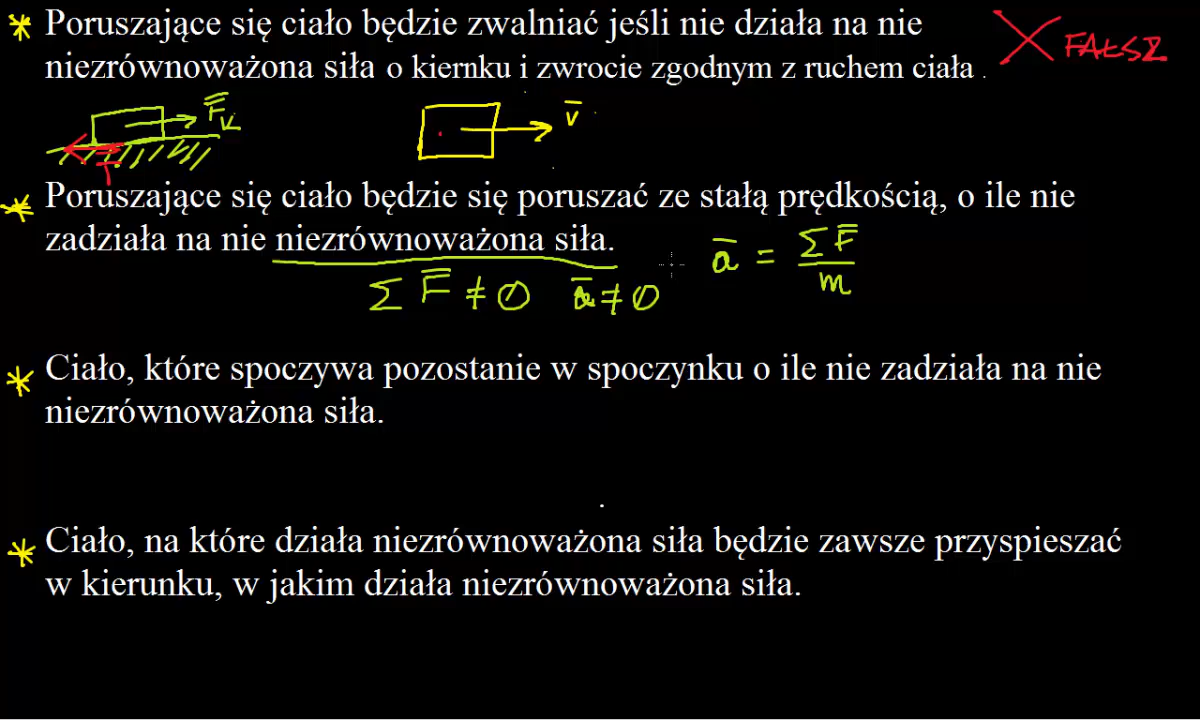 * Poruszające się ciało będzie zwalniać jeśli nie działa na nie
niezrównoważona siła o kiernku i zwrocie zgodnym z ruchem ciała .
FAŁSZ
F̅ᵤ
v̅
T
* Poruszające się ciało będzie się poruszać ze stałą prędkością, o ile nie
zadziała na nie niezrównoważona siła.
a̅ = ΣF̅/m
Σ F̅ ≠ 0 a̅ ≠ 0
* Ciało, które spoczywa pozostanie w spoczynku o ile nie zadziała na nie
niezrównoważona siła.
* Ciało, na które działa niezrównoważona siła będzie zawsze przyspieszać
w kierunku, w jakim działa niezrównoważona siła.